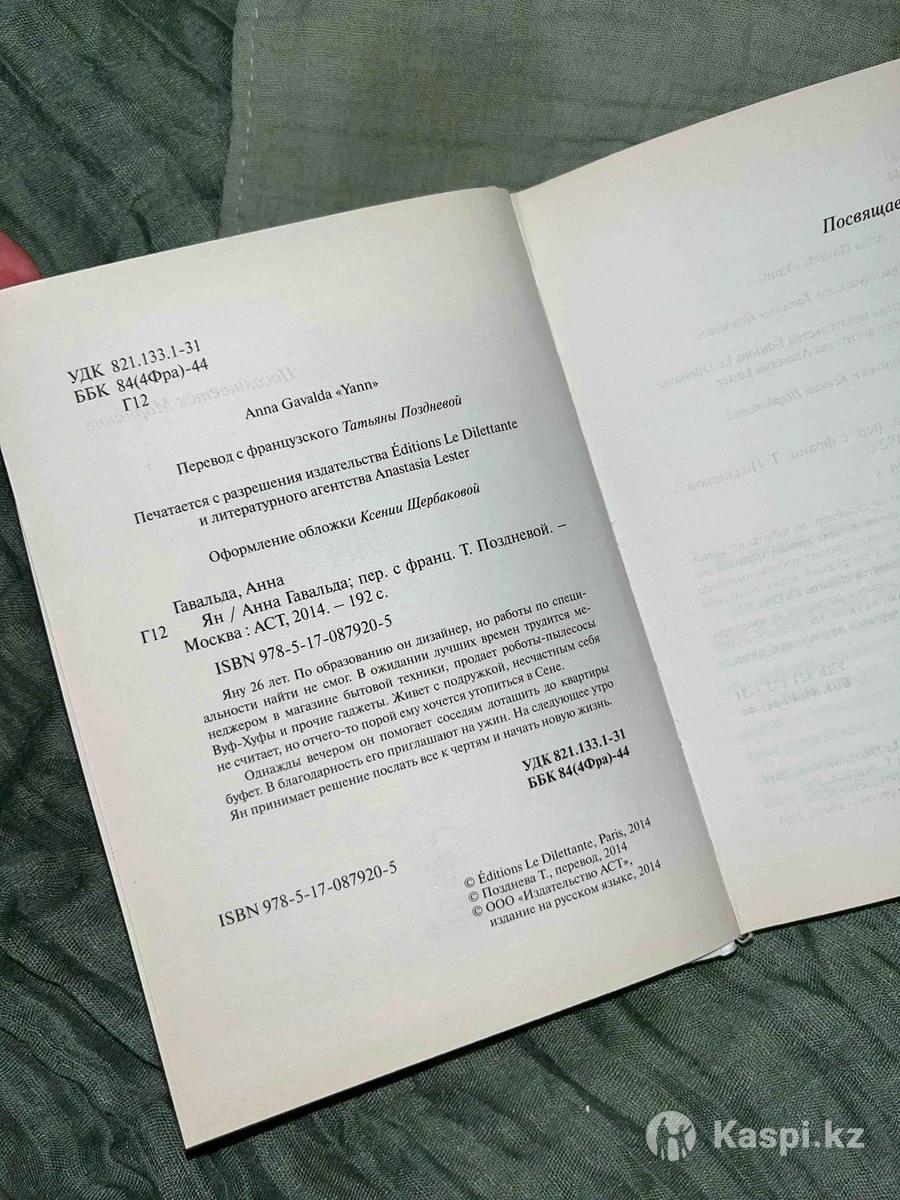 УДК 821.133.1-31
ББК 84(4Фра)-44
Г12
Anna Gavalda «Yann»
Перевод с французского Татьяны Поздневой
Печатается с разрешения издательства Éditions Le Dilettante
и литературного агентства Anastasia Lester
Оформление обложки Ксении Щербаковой
Гавальда, Анна
Г12 Ян / Анна Гавальда; пер. с франц. Т. Поздневой. –
Москва : АСТ, 2014. – 192 с.
ISBN 978-5-17-087920-5
Яну 26 лет. По образованию он дизайнер, но работы по специ-
альности найти не смог. В ожидании лучших времен трудится ме-
неджером в магазине бытовой техники, продает роботы-пылесосы
Вуф-Хуфы и прочие гаджеты. Живет с подружкой, несчастным себя
не считает, но отчего-то порой ему хочется утопиться в Сене.
Однажды вечером он помогает соседям дотащить до квартиры
буфет. В благодарность его приглашают на ужин. На следующее утро
Ян принимает решение послать все к чертям и начать новую жизнь.
УДК 821.133.1-31
ББК 84(4Фра)-44
© Éditions Le Dilettante, Paris, 2014
© Позднева Т., перевод, 2014
© ООО «Издательство АСТ»,
издание на русском языке, 2014
ISBN 978-5-17-087920-5
Посвящае
Kaspi.kz